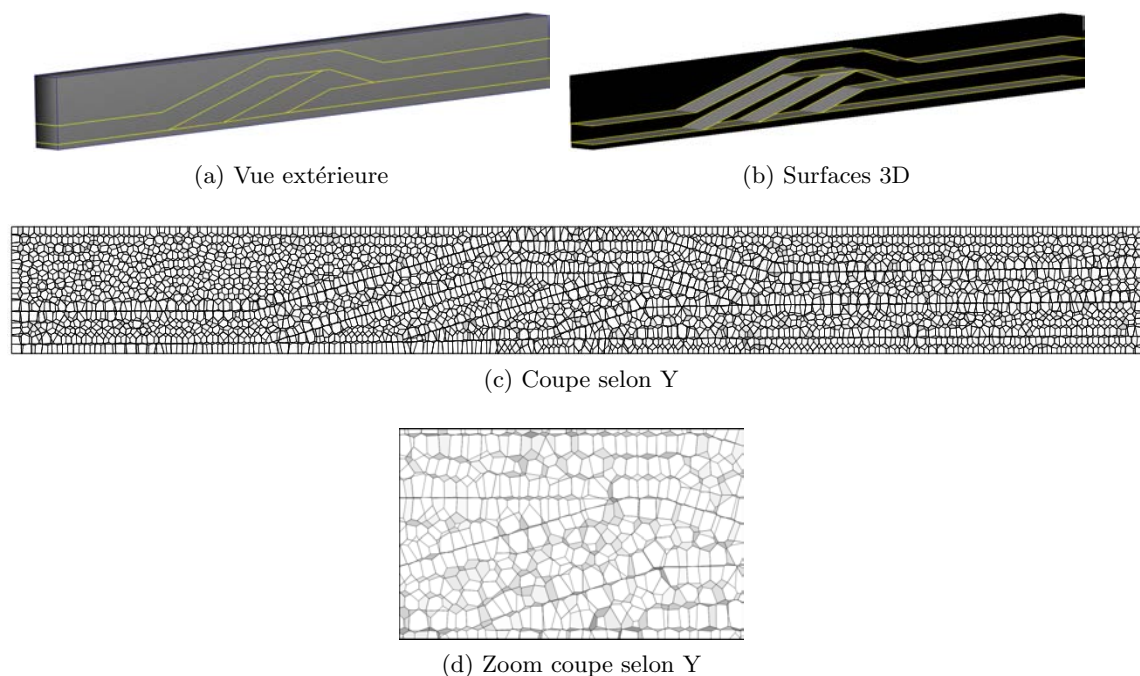 (a) Vue extérieure
(b) Surfaces 3D
(c) Coupe selon Y
(d) Zoom coupe selon Y